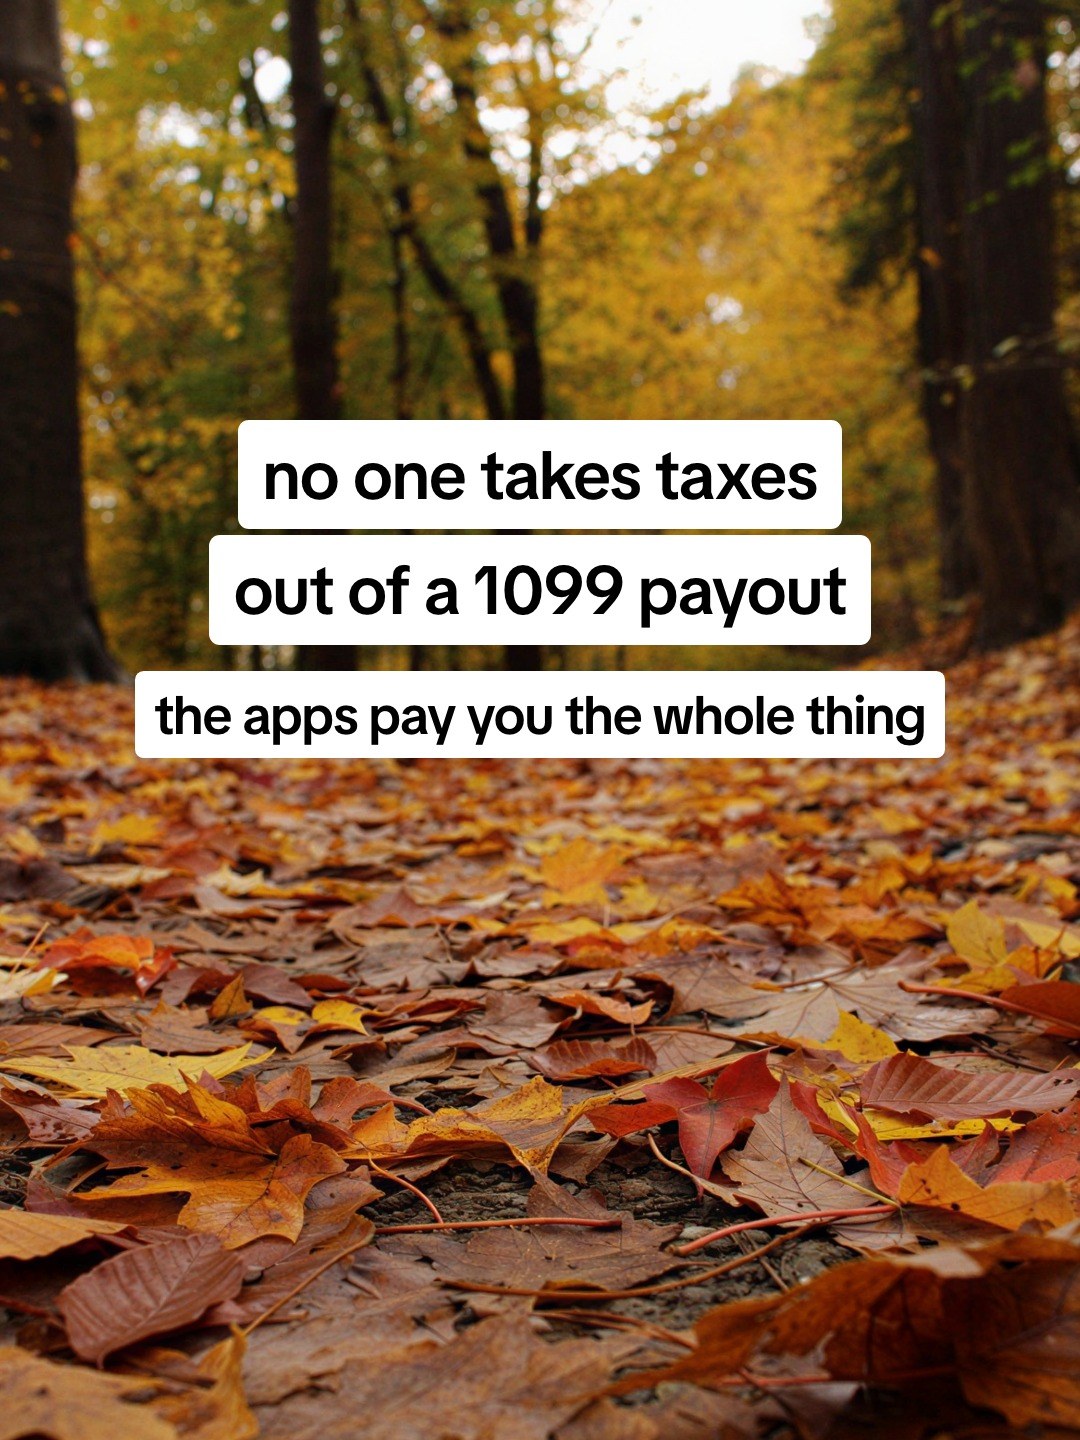 no one takes taxes
out of a 1099 payout
the apps pay you the whole thing